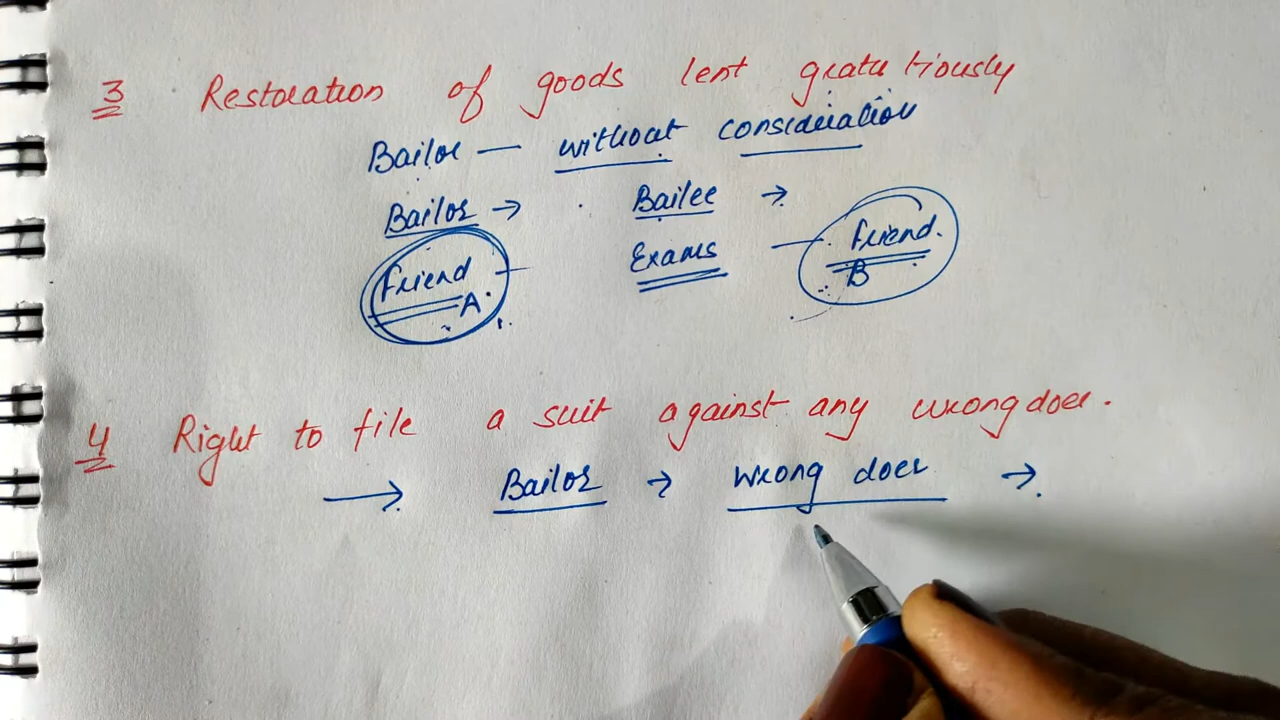 3 Restoration of goods lent gratutiously
Bailor — without consideration
Bailor → Bailee →
Friend A Exams — Friend. B
4 Right to file a suit against any wrongdoer.
→ Bailor → wrong doer →